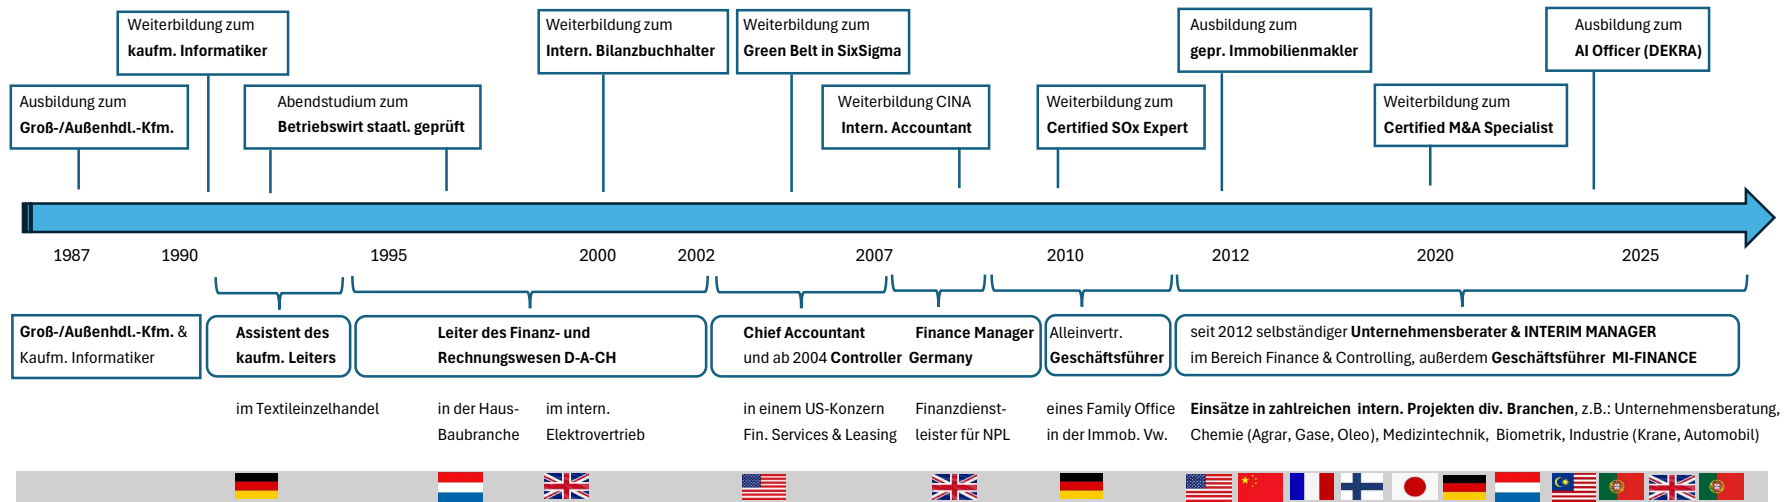 Weiterbildung zum
kaufm. Informatiker
Weiterbildung zum
Intern. Bilanzbuchhalter
Weiterbildung zum
Green Belt in SixSigma
Ausbildung zum
gepr. Immobilienmakler
Ausbildung zum
AI Officer (DEKRA)
Ausbildung zum
Groß-/Außenhdl.-Kfm.
Abendstudium zum
Betriebswirt staatl. geprüft
Weiterbildung CINA
Intern. Accountant
Weiterbildung zum
Certified SOx Expert
Weiterbildung zum
Certified M&A Specialist
1987 1990 1995 2000 2002 2007 2010 2012 2020 2025
Groß-/Außenhdl.-Kfm. &
Kaufm. Informatiker
Assistent des
kaufm. Leiters
Leiter des Finanz- und
Rechnungswesen D-A-CH
Chief Accountant
und ab 2004 Controller
Finance Manager
Germany
Alleinvertr.
Geschäftsführer
seit 2012 selbständiger Unternehmensberater & INTERIM MANAGER
im Bereich Finance & Controlling, außerdem Geschäftsführer MI-FINANCE
im Textileinzelhandel
in der Haus-
Baubranche
im intern.
Elektrovertrieb
in einem US-Konzern
Fin. Services & Leasing
Finanzdienst-
leister für NPL
eines Family Office
in der Immob. Vw.
Einsätze in zahlreichen intern. Projekten div. Branchen, z.B.: Unternehmensberatung,
Chemie (Agrar, Gase, Oleo), Medizintechnik, Biometrik, Industrie (Krane, Automobil)